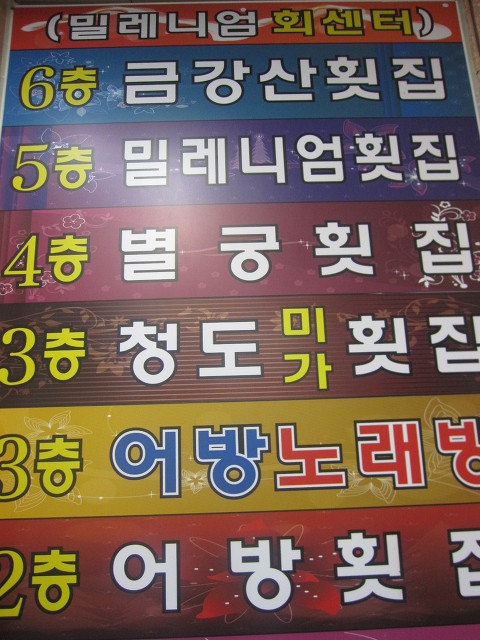 (밀레니엄회센터)
6층 금강산횟집
5층 밀레니엄횟집
4층 별궁횟집
3층 청도미가횟집
3층 어방노래방
2층 어방횟집